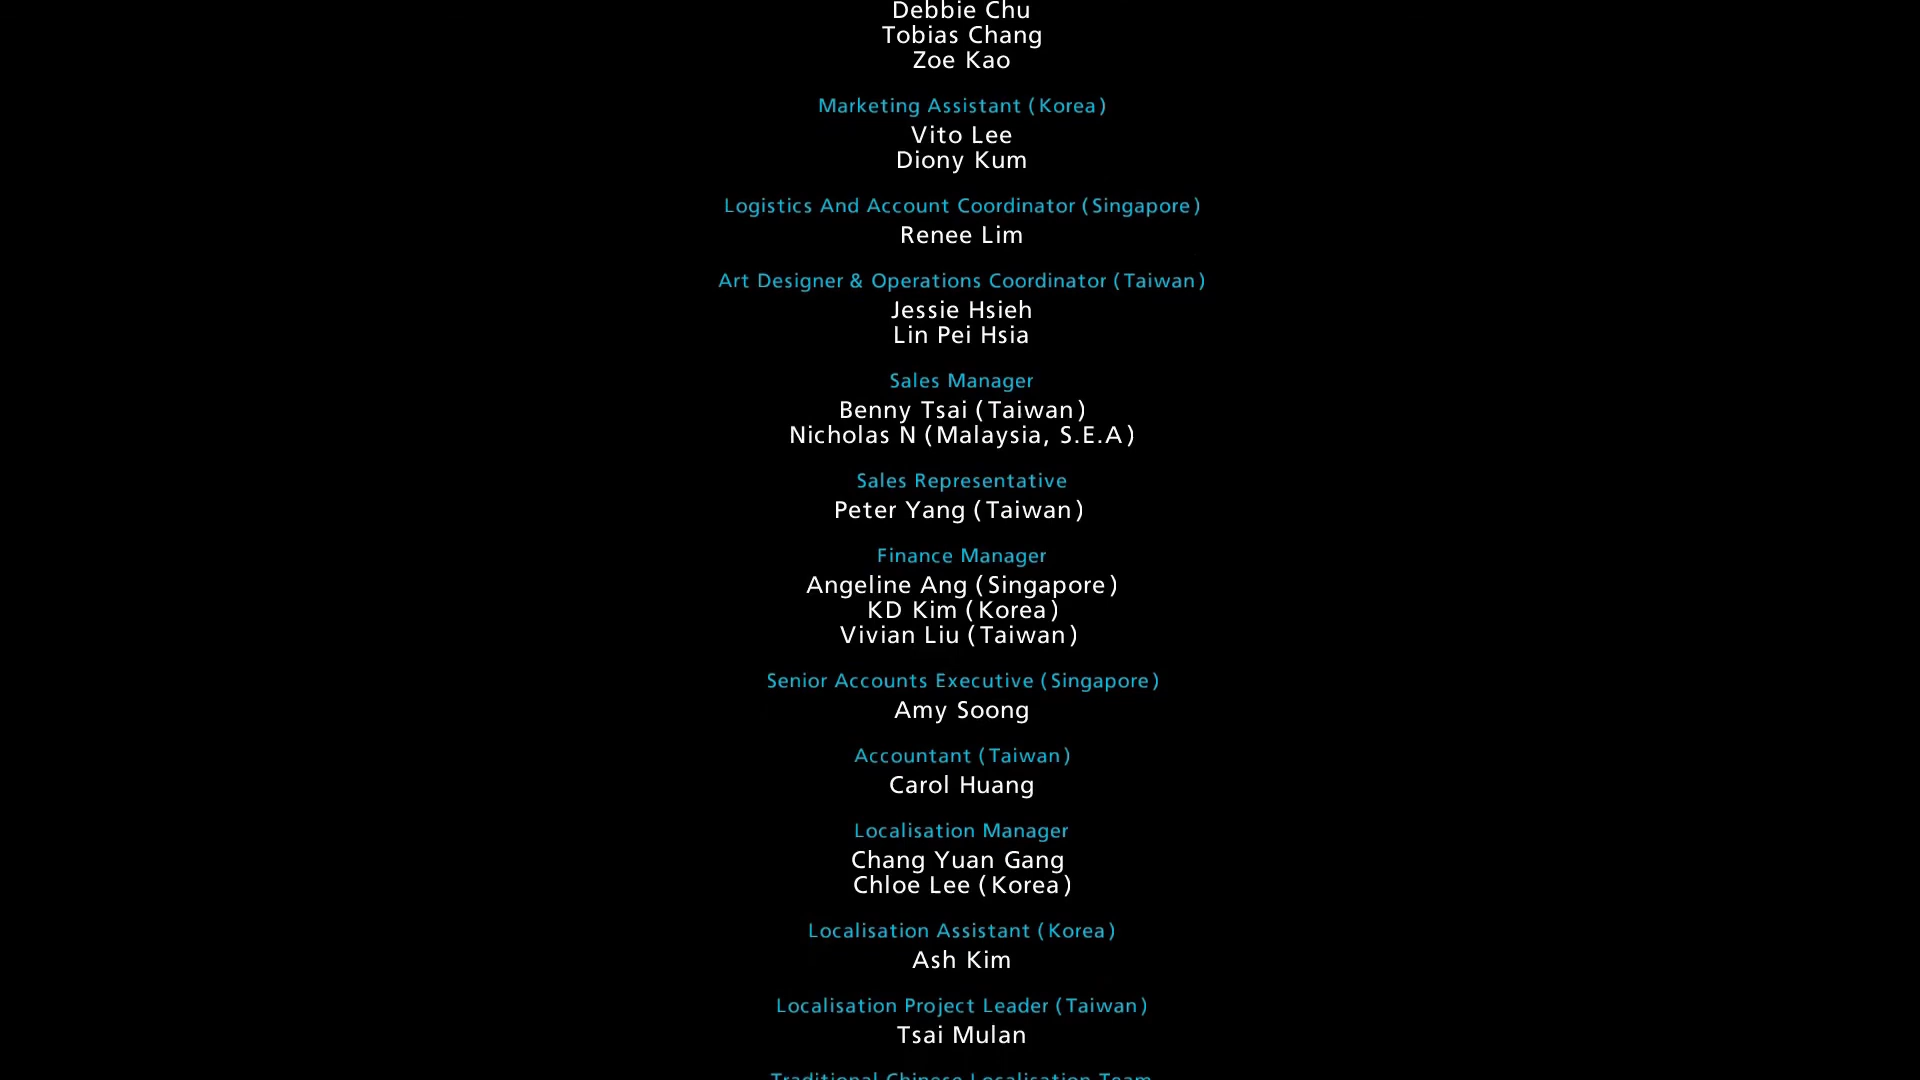 Debbie Chu
Tobias Chang
Zoe Kao
Marketing Assistant (Korea)
Vito Lee
Diony Kum
Logistics And Account Coordinator (Singapore)
Renee Lim
Art Designer & Operations Coordinator (Taiwan)
Jessie Hsieh
Lin Pei Hsia
Sales Manager
Benny Tsai (Taiwan)
Nicholas N (Malaysia, S.E.A)
Sales Representative
Peter Yang (Taiwan)
Finance Manager
Angeline Ang (Singapore)
KD Kim (Korea)
Vivian Liu (Taiwan)
Senior Accounts Executive (Singapore)
Amy Soong
Accountant (Taiwan)
Carol Huang
Localisation Manager
Chang Yuan Gang
Chloe Lee (Korea)
Localisation Assistant (Korea)
Ash Kim
Localisation Project Leader (Taiwan)
Tsai Mulan
Traditional Chinese Localisation Team